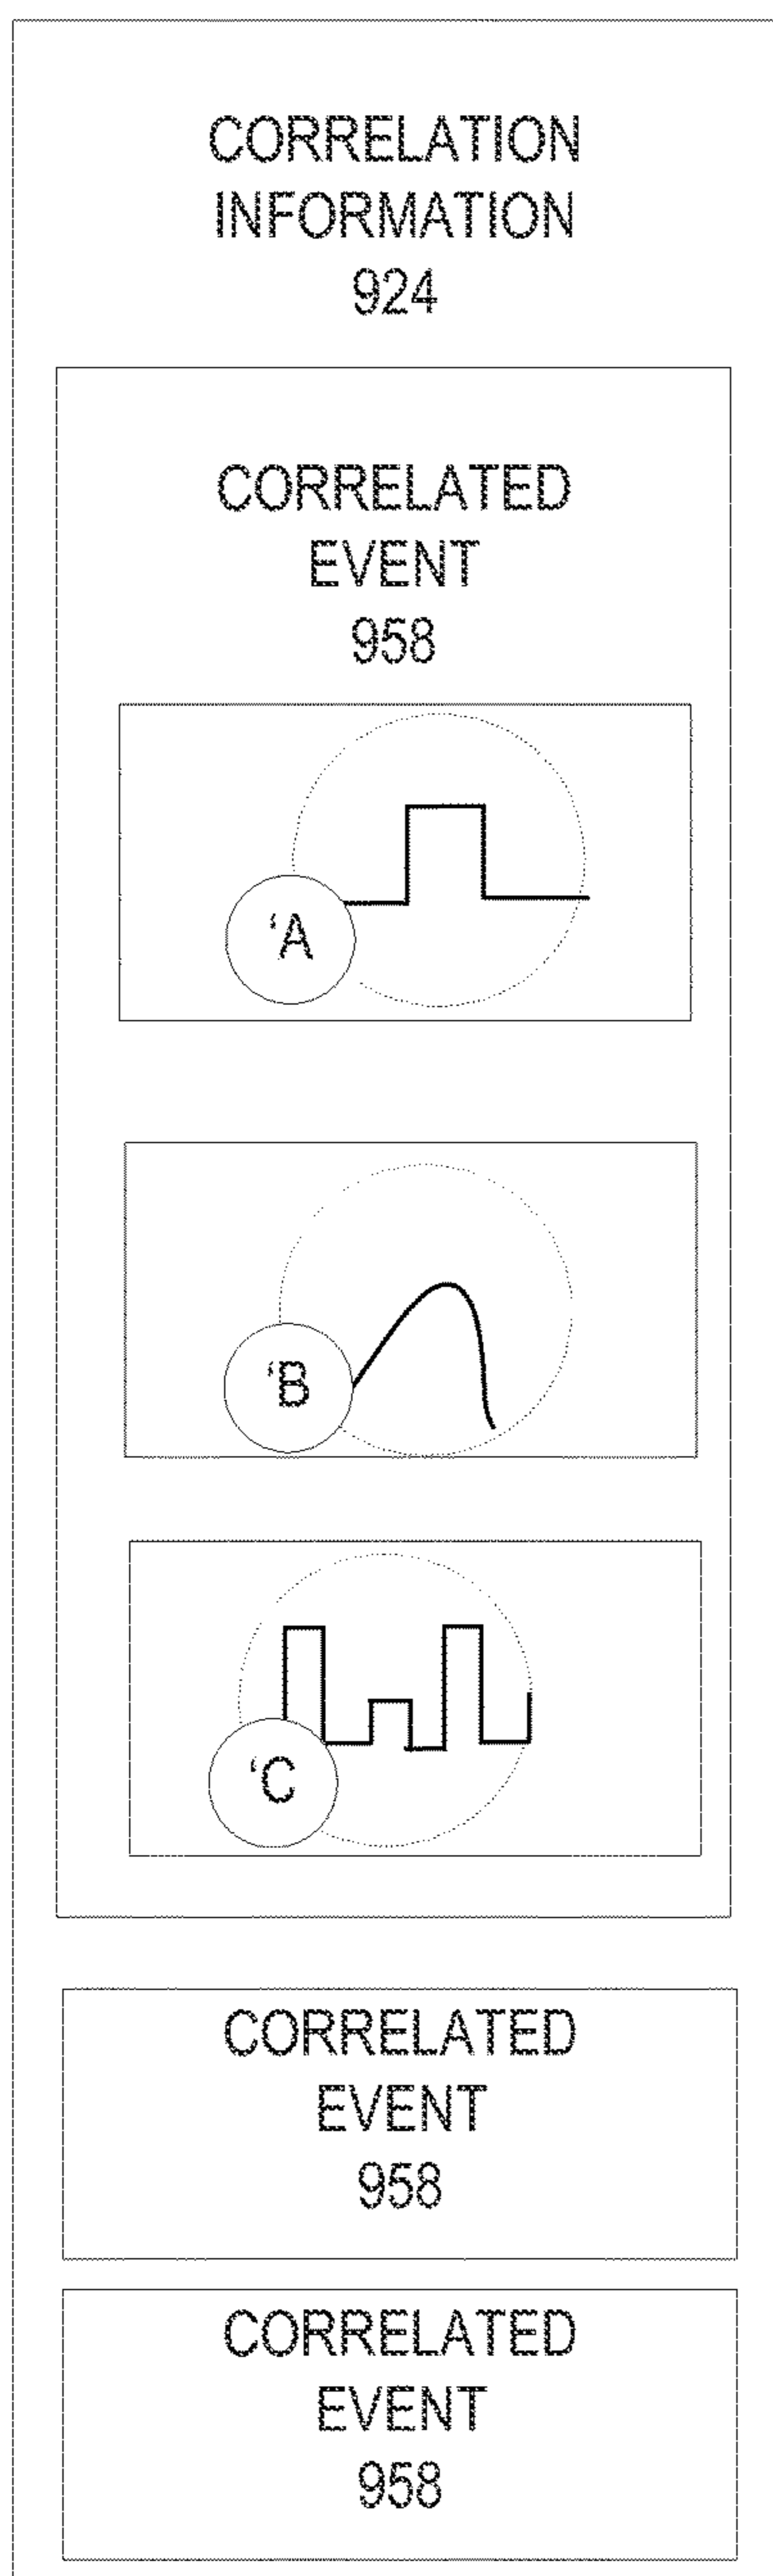 CORRELATION
INFORMATION
924
CORRELATED
EVENT
958
‘A
‘B
‘C
CORRELATED
EVENT
958
CORRELATED
EVENT
958